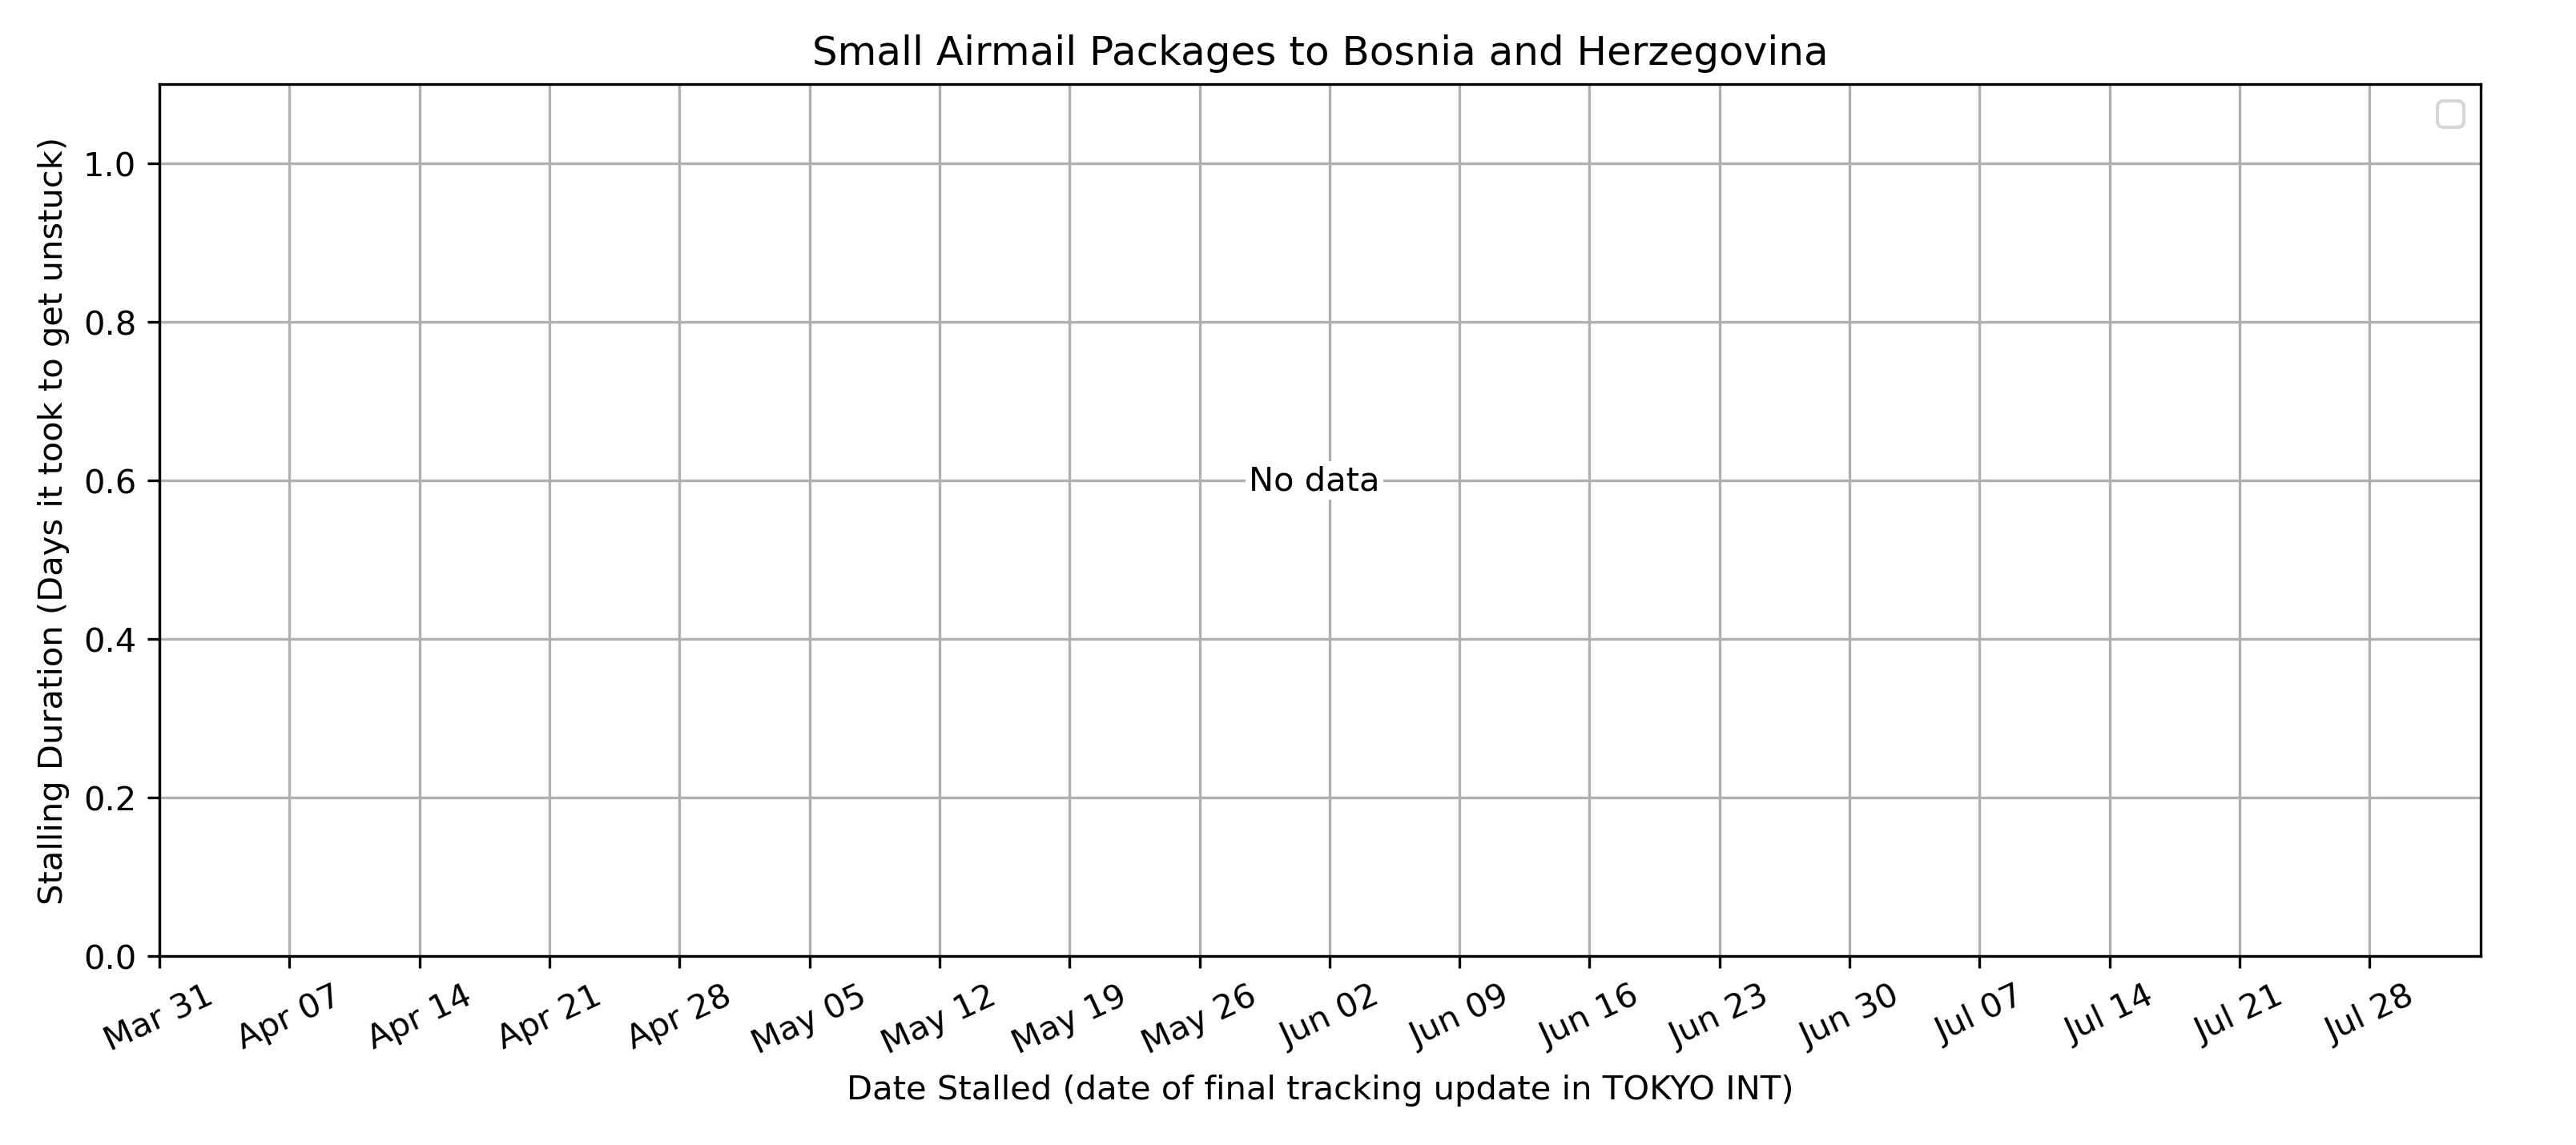 Small Airmail Packages to Bosnia and Herzegovina
Stalling Duration (Days it took to get unstuck)
1.0
0.8
0.6
0.4
0.2
0.0
No data
Mar 31
Apr 07
Apr 14
Apr 21
Apr 28
May 05
May 12
May 19
May 26
Jun 02
Jun 09
Jun 16
Jun 23
Jun 30
Jul 07
Jul 14
Jul 21
Jul 28
Date Stalled (date of final tracking update in TOKYO INT)